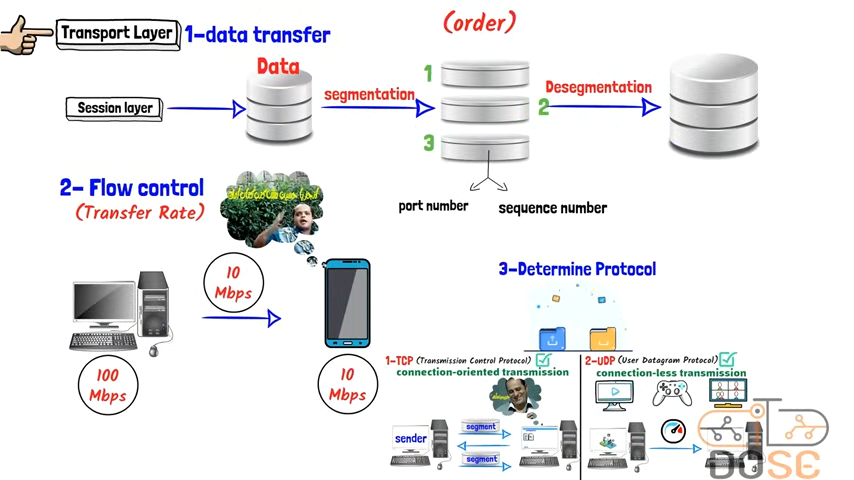 Transport Layer
1-data transfer
(order)
Data
Session layer
segmentation
1
2
3
Desegmentation
port number
sequence number
2- Flow control
(Transfer Rate)
10
Mbps
100
Mbps
10
Mbps
3-Determine Protocol
1-TCP (Transmission Control Protocol)
connection-oriented transmission
sender
segment
segment
2-UDP (User Datagram Protocol)
connection-less transmission
DOSE